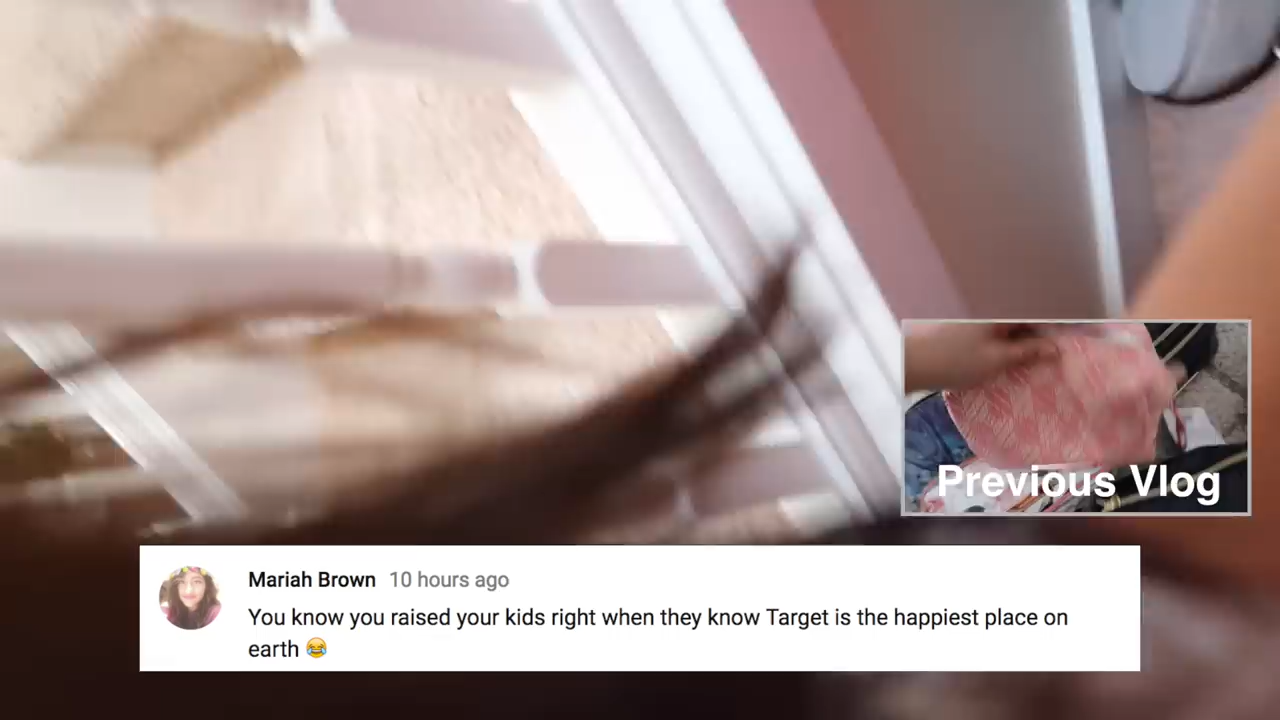 Previous Vlog
Mariah Brown 10 hours ago
You know you raised your kids right when they know Target is the happiest place on
earth 😂